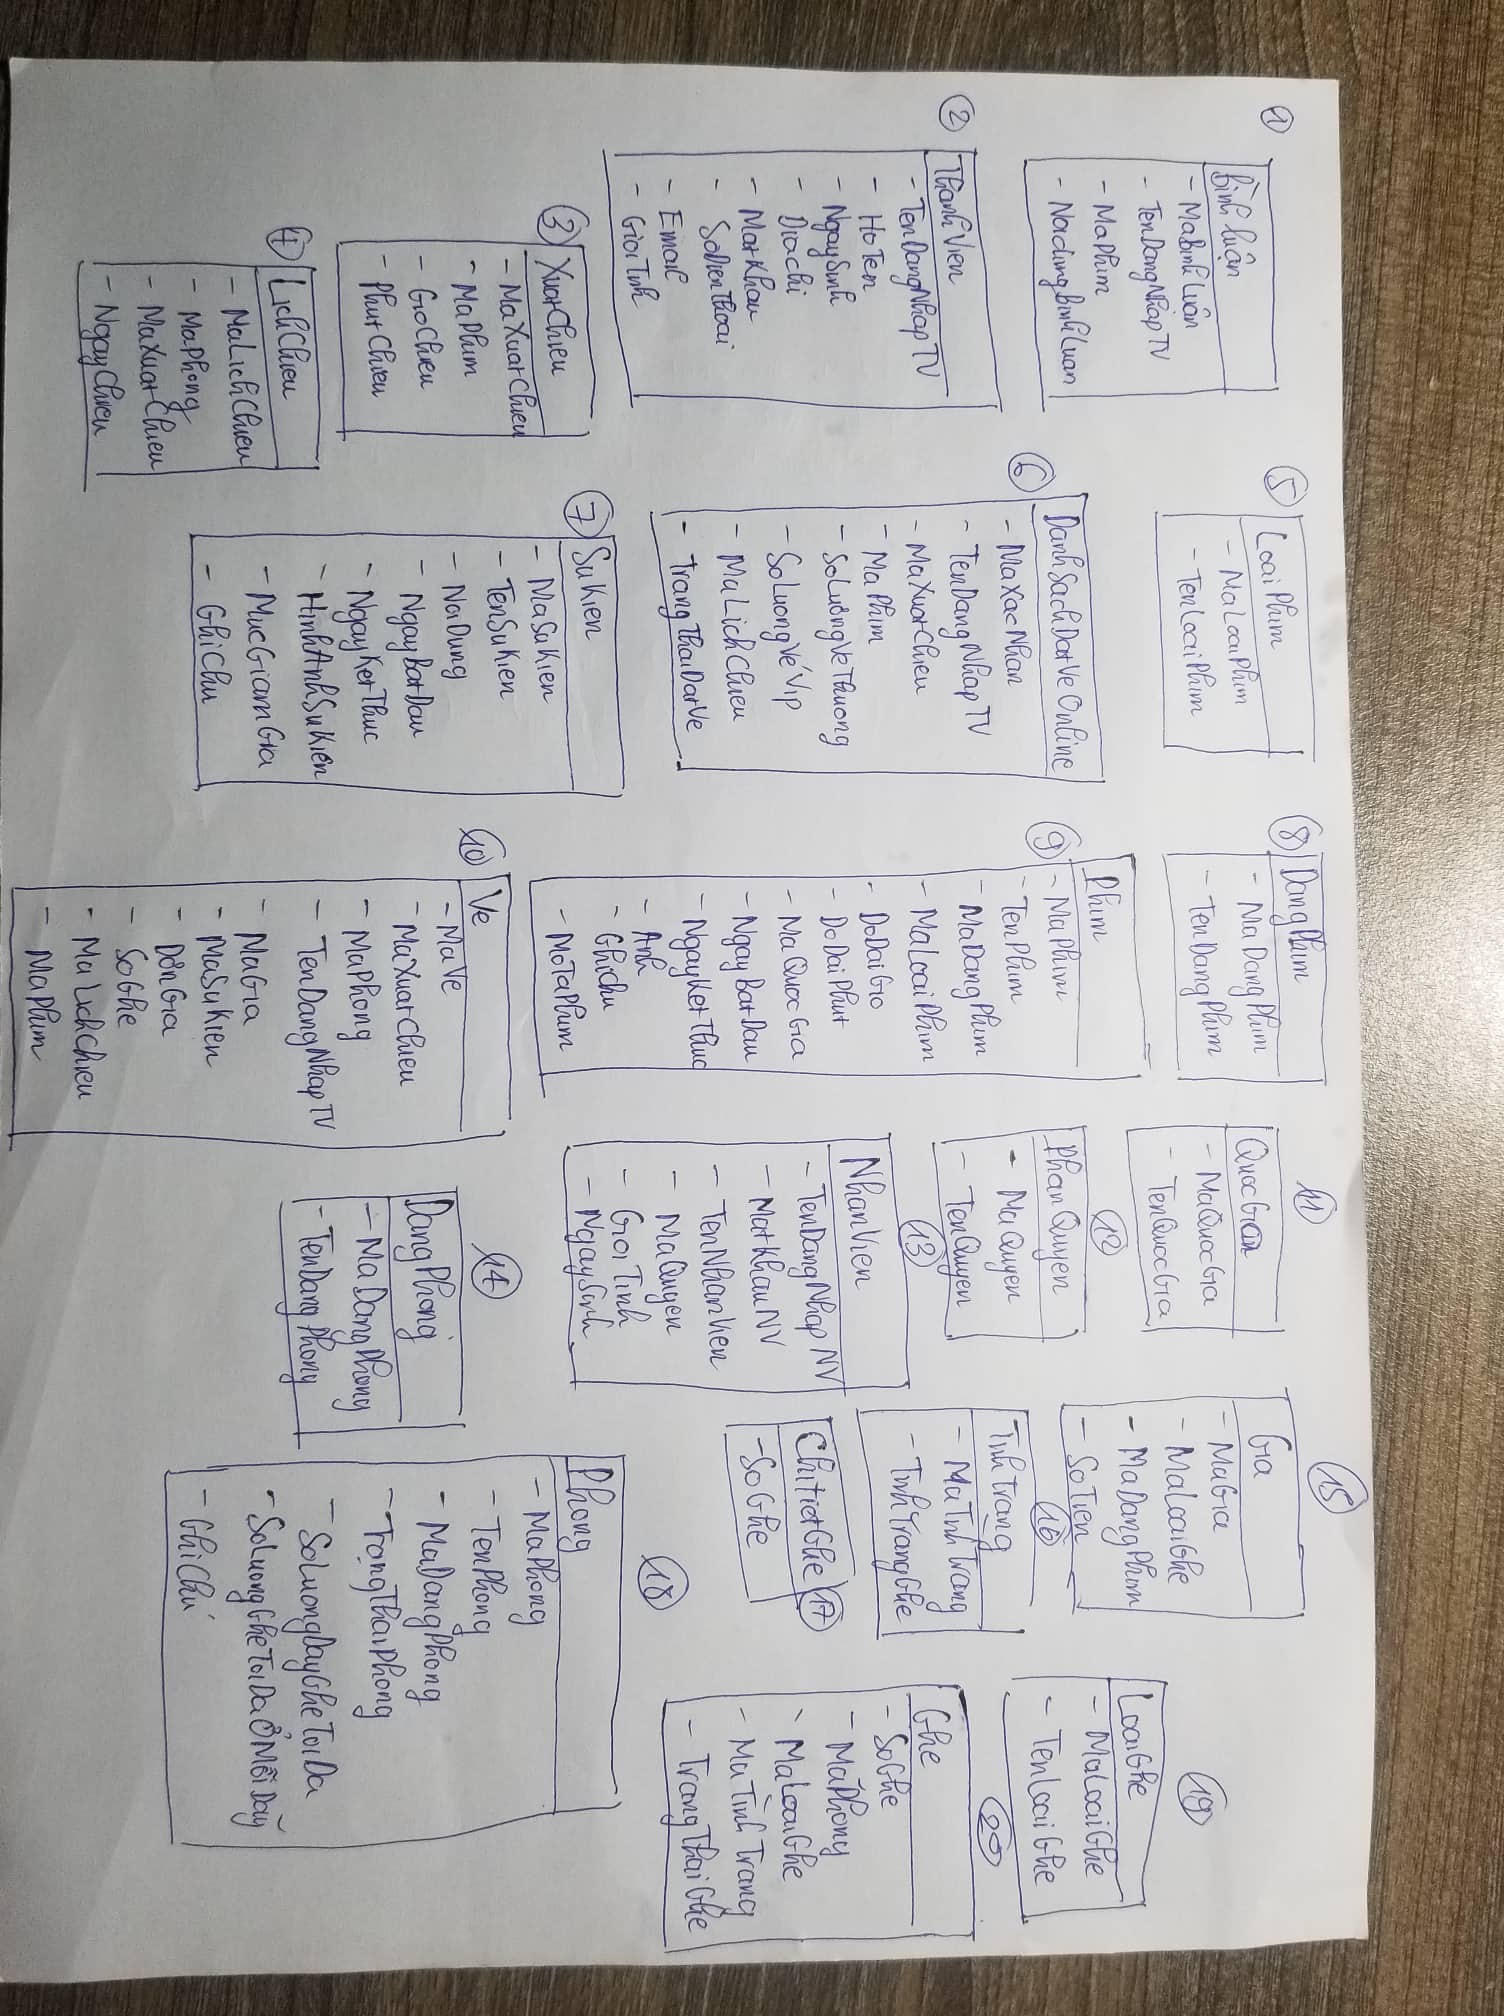 1
Bình luận
- MaBinhLuân
- TenDangNhapTV
- MaPhim
- NoidungBinhLuan
2
ThanhVien
- TenDangNhapTV
- HoTen
- NgaySinh
- Diachi
- MatKhau
- SoDienThoai
- Email
- GioiTinh
3
XuatChieu
- MaXuatChieu
- MaPhim
- GioChieu
- PhutChieu
4
LichChieu
- MaLichChieu
- MaPhong
- MaXuatChieu
- NgayChieu
5
LoaiPhim
- MaLoaiPhim
- TenLoaiPhim
6
DanhSachDatVeOnline
- MaXacNhan
- TenDangNhapTV
- MaXuatChieu
- MaPhim
- SoLuongVeThuong
- SoLuongVéVip
- MaLichChieu
- TrangThaiDatVe
7
SuKien
- MaSuKien
- TenSuKien
- NoiDung
- NgayBatDau
- NgayKetThuc
- HinhAnhSuKien
- MucGiamGia
- GhiChu
8
DangPhim
- MaDangPhim
- TenDangPhim
9
Phim
- MaPhim
- TenPhim
- MaDangPhim
- MaLoaiPhim
- DoDaiGio
- DoDaiPhut
- MaQuocGia
- NgayBatDau
- NgayKetThuc
- Anh
- Ghichu
- MoTaPhim
10
Ve
- MaVe
- MaXuatChieu
- MaPhong
- TenDangNhapTV
- MaGia
- MaSuKien
- DonGia
- SoGhe
- MaLichChieu
- MaPhim
11
QuocGia
- MaQuocGia
- TenQuocGia
12
PhanQuyen
- MaQuyen
- TenQuyen
13
NhanVien
- TenDangNhapNV
- MatKhauNV
- TenNhanVien
- MaQuyen
- GioiTinh
- NgaySinh
14
DangPhong
- MaDangPhong
- TenDangPhong
15
Gia
- MaGia
- MaLoaiGhe
- MaDangPhim
- SoTien
16
TinhTrang
- MaTinhTrang
- TinhTrangGhe
17
ChitietGhe
- SoGhe
18
Phong
- MaPhong
- TenPhong
- MaDangPhong
- TrangThaiPhong
- SoLuongDayGheToiDa
- SoLuongGheToiDaỞMỗiDãy
- GhiChú
19
LoaiGhe
- MaLoaiGhe
- TenLoaiGhe
20
Ghe
- SoGhe
- MaPhong
- MaLoaiGhe
- MaTinhTrang
- TrangThaiGhe